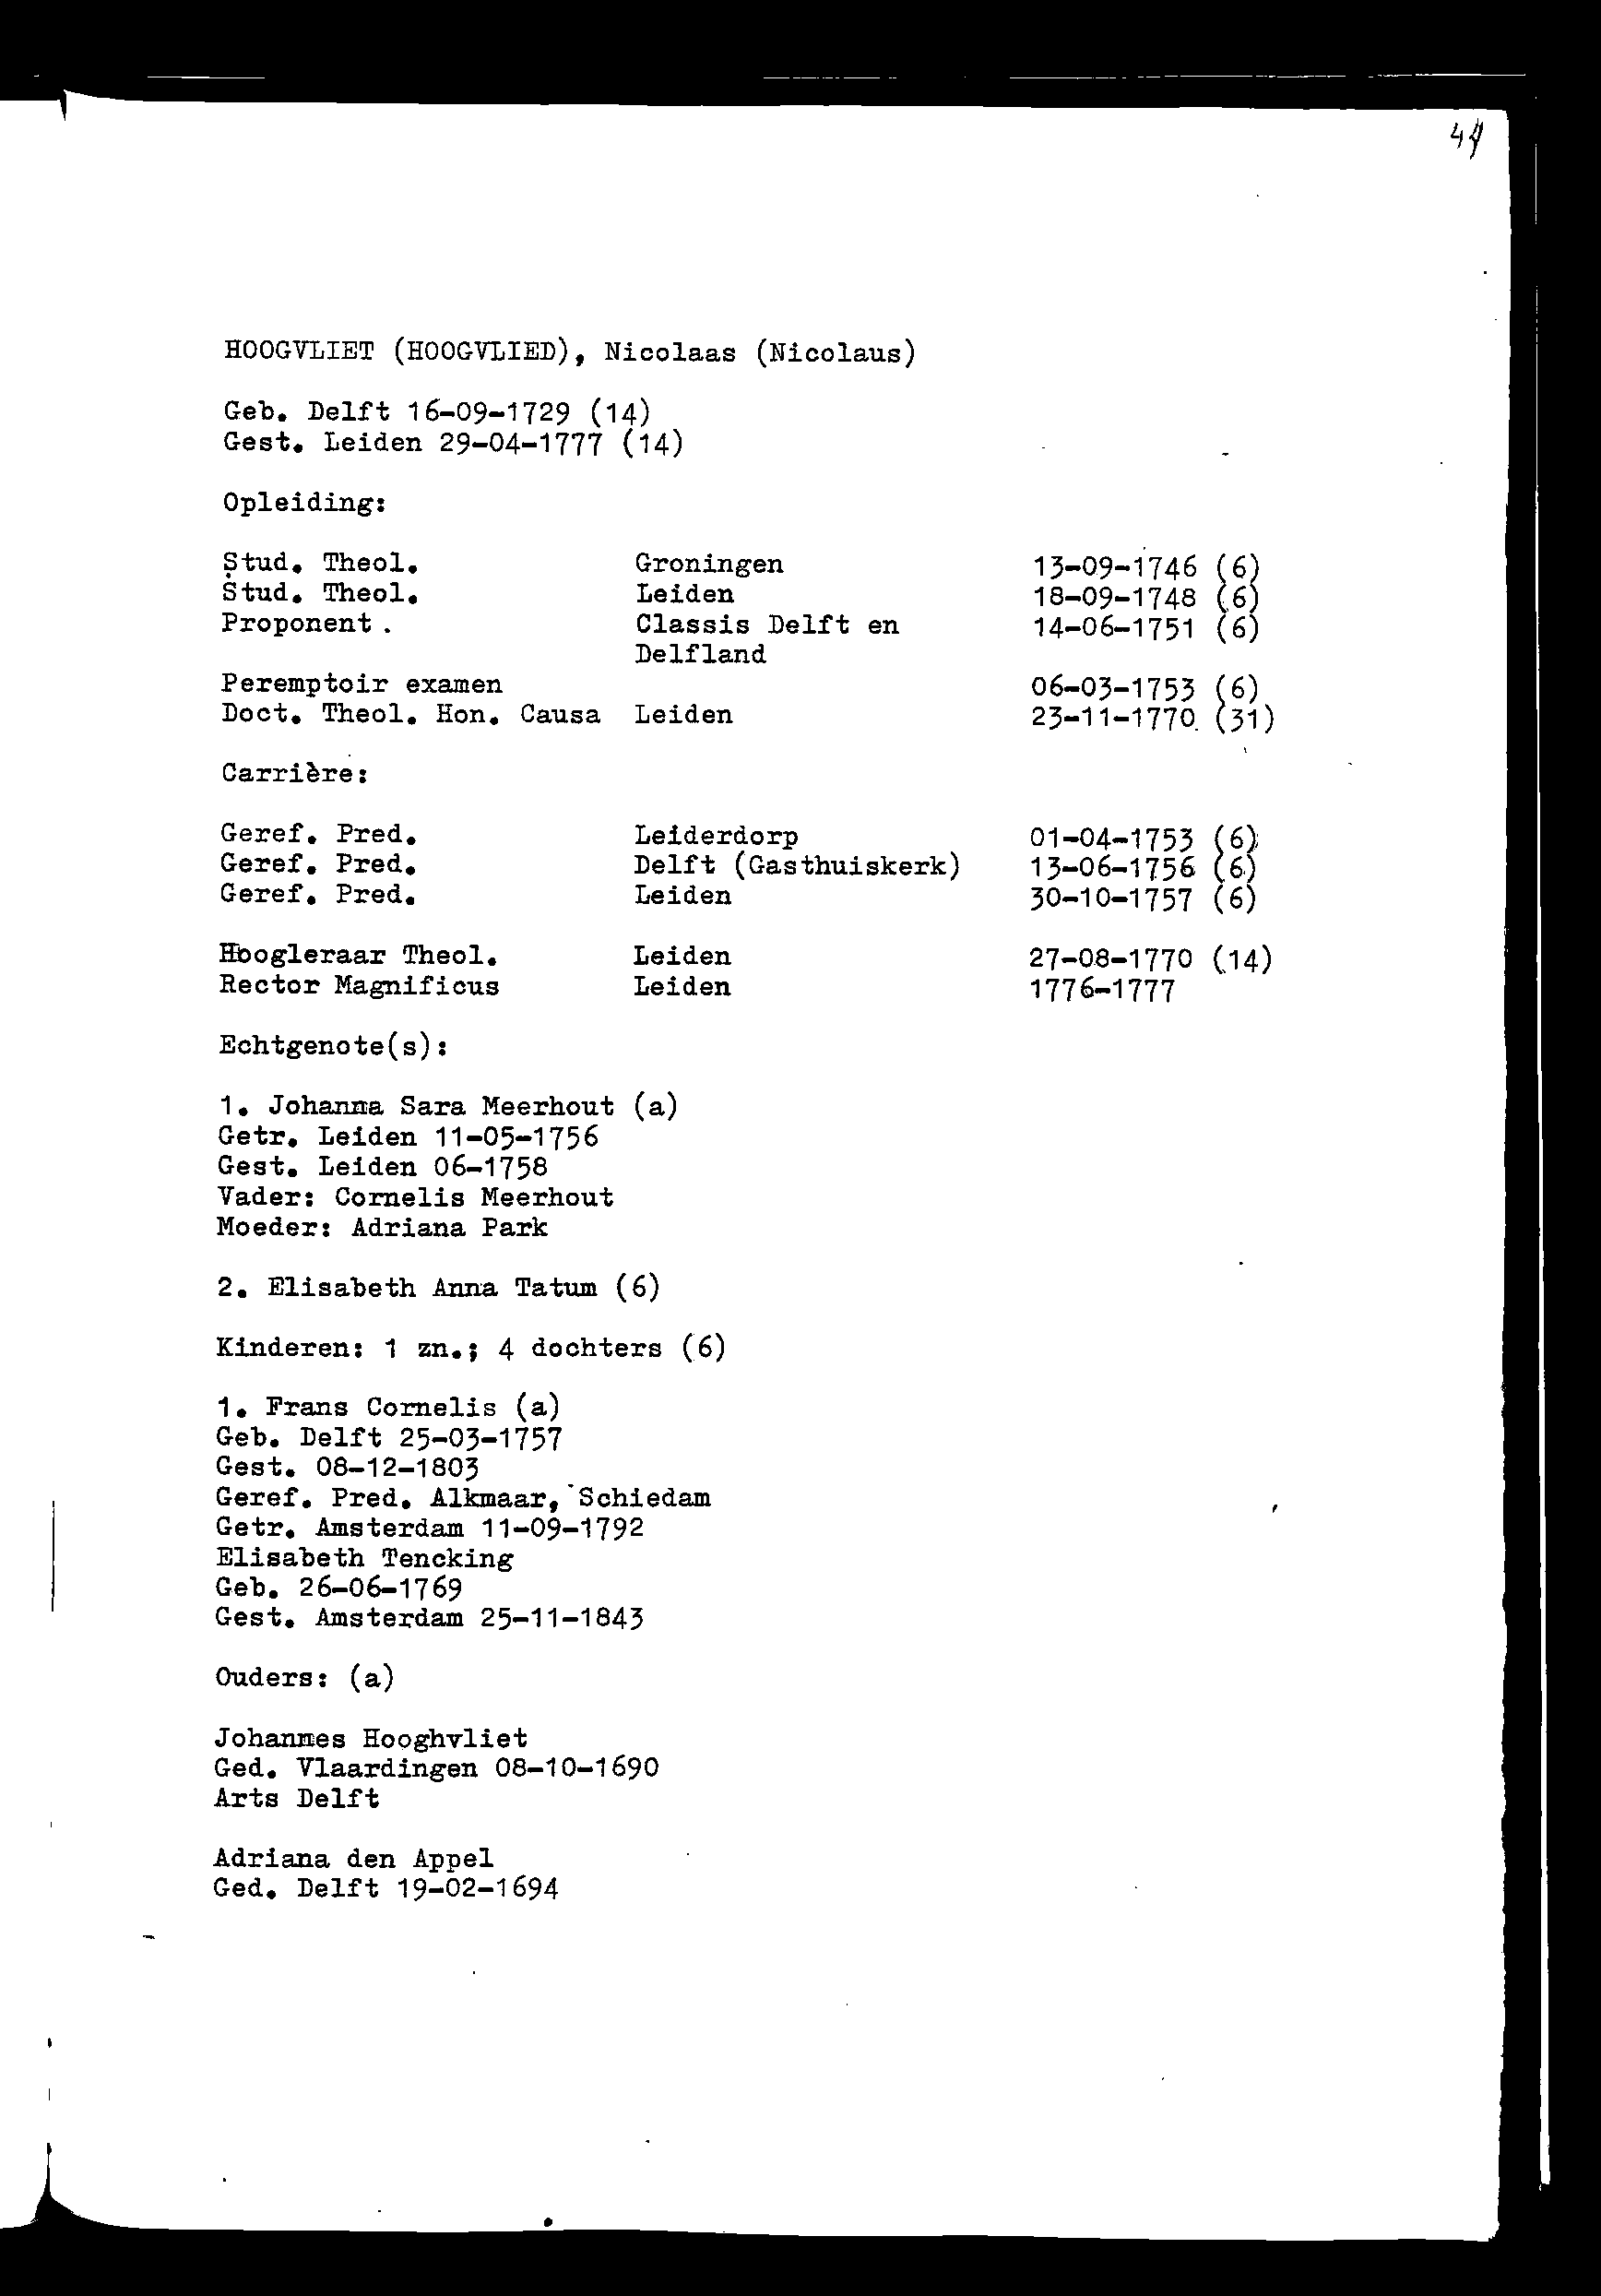 HOOGVLIET (HOOGVLIED), Nicolaas (Nicolaus)
Geb. Delft 16-09-1729 (14)
Gest. Leiden 29-04-1777 (14)
Opleiding:
Stud. Theol. Groningen 13-09-1746 (6)
Stud. Theol. Leiden 18-09-1748 (6)
Proponent . Classis Delft en 14-06-1751 (6)
Delfland
Peremptoir examen 06-03-1753 (6)
Doct. Theol. Hon. Causa Leiden 23-11-1770 (31)
Carrière:
Geref. Pred. Leiderdorp 01-04-1753 (6)
Geref. Pred. Delft (Gasthuiskerk) 13-06-1756 (6)
Geref. Pred. Leiden 30-10-1757 (6)
Hoogleraar Theol. Leiden 27-08-1770 (14)
Rector Magnificus Leiden 1776-1777
Echtgenote(s):
1. Johanna Sara Meerhout (a)
Getr. Leiden 11-05-1756
Gest. Leiden 06-1758
Vader: Cornelis Meerhout
Moeder: Adriana Park
2. Elisabeth Anna Tatum (6)
Kinderen: 1 zn.; 4 dochters (6)
1. Frans Cornelis (a)
Geb. Delft 25-03-1757
Gest. 08-12-1803
Geref. Pred. Alkmaar, Schiedam
Getr. Amsterdam 11-09-1792
Elisabeth Tencking
Geb. 26-06-1769
Gest. Amsterdam 25-11-1843
Ouders: (a)
Johannes Hooghvliet
Ged. Vlaardingen 08-10-1690
Arts Delft
Adriana den Appel
Ged. Delft 19-02-1694